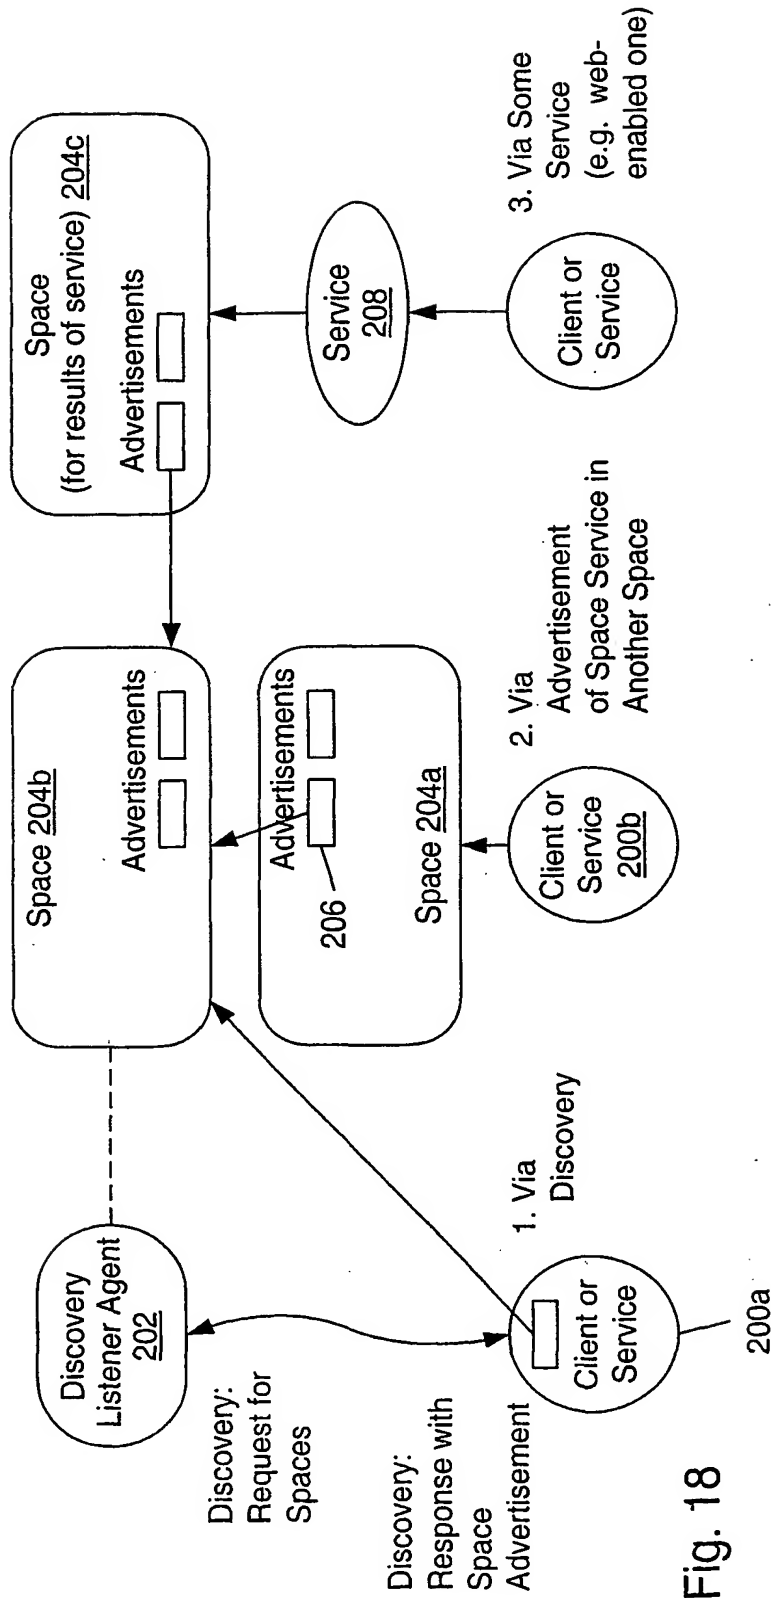 Discovery
Listener Agent
202
Discovery:
Request for
Spaces
Discovery:
Response with
Space
Advertisement
Client or
Service
200a
1. Via
Discovery
Space 204b
Advertisements
Advertisements
206
Space 204a
Client or
Service
200b
2. Via
Advertisement
of Space Service in
Another Space
Space
(for results of service) 204c
Advertisements
Service
208
Client or
Service
3. Via Some
Service
(e.g. web-
enabled one)
Fig. 18